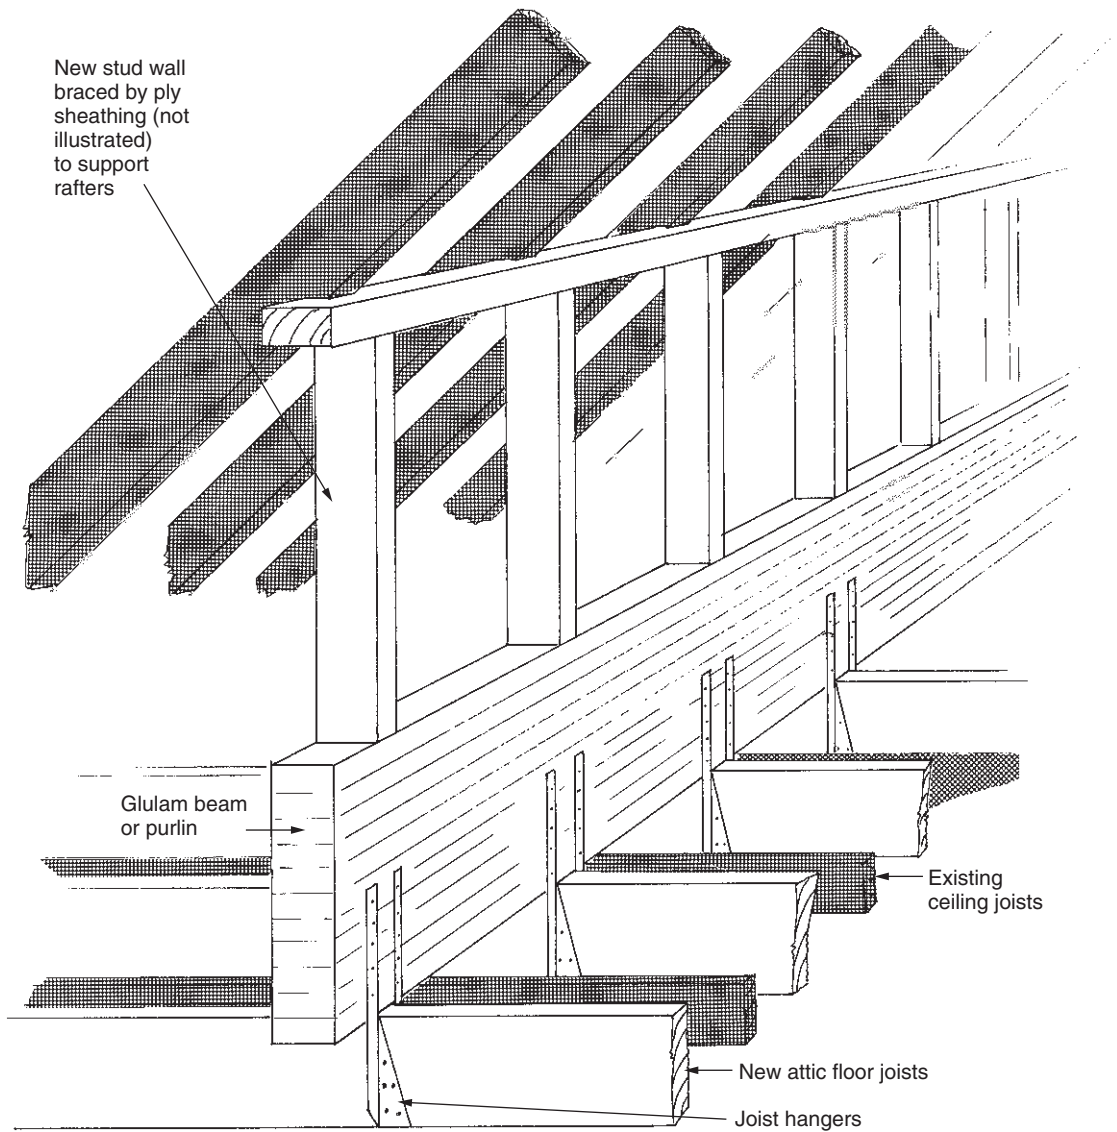 New stud wall
braced by ply
sheathing (not
illustrated)
to support
rafters
Glulam beam
or purlin
Existing
ceiling joists
New attic floor joists
Joist hangers